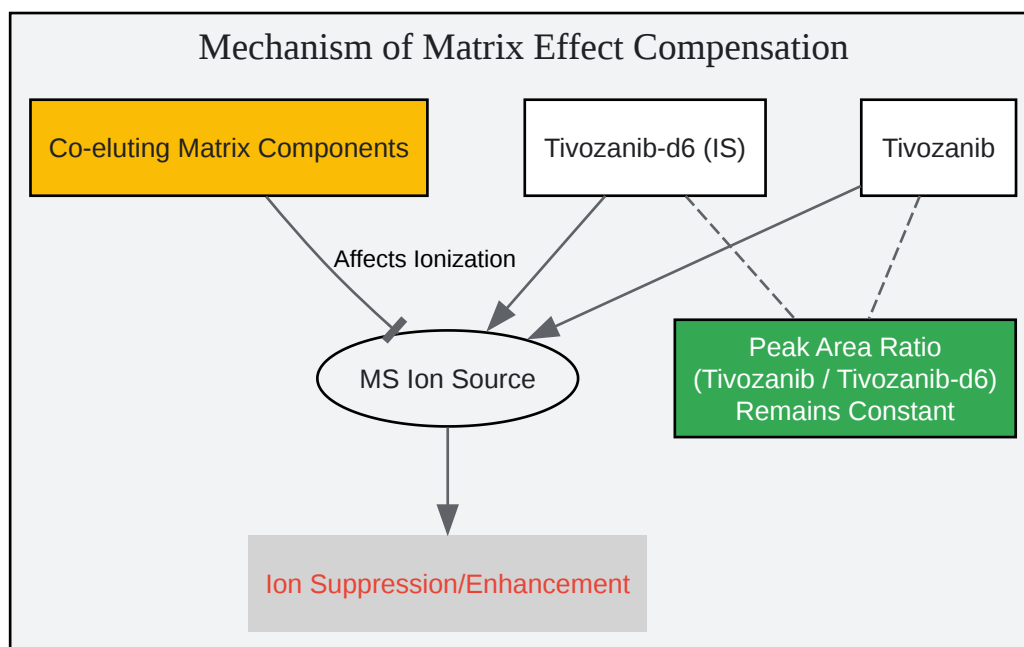 Mechanism of Matrix Effect Compensation
Co-eluting Matrix Components
Tivozanib-d6 (IS)
Tivozanib
Affects Ionization
MS Ion Source
Peak Area Ratio
(Tivozanib / Tivozanib-d6)
Remains Constant
Ion Suppression/Enhancement